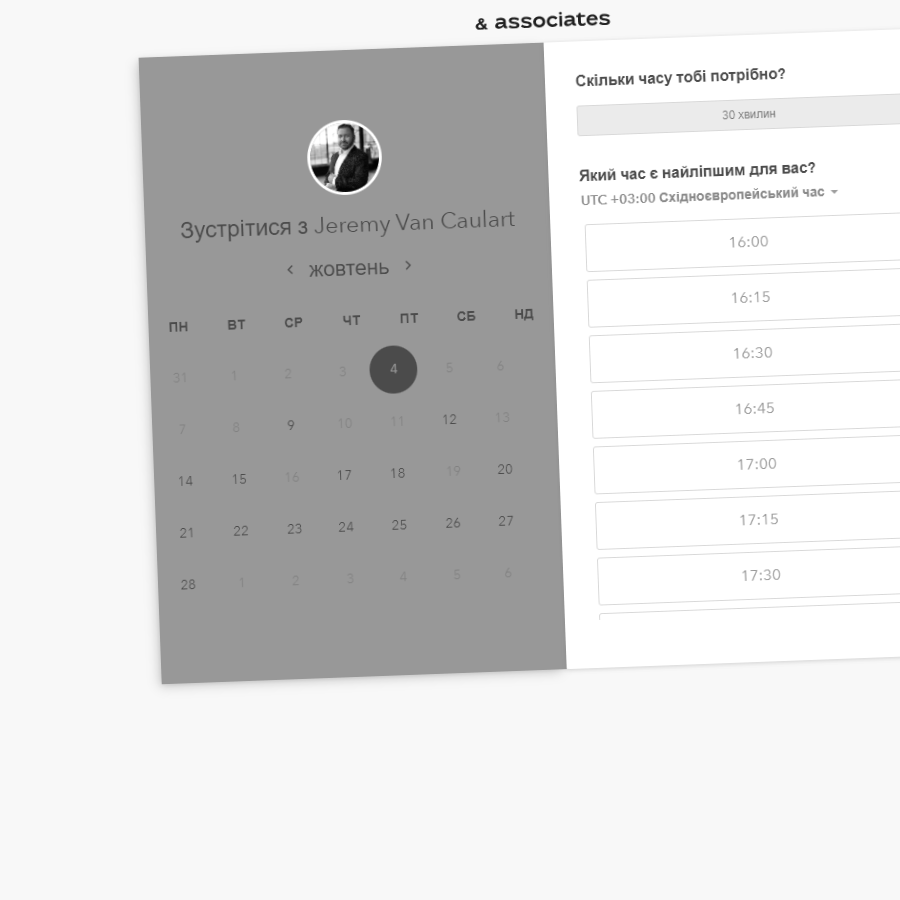 & associates
Зустрітися з Jeremy Van Caulart
жовтень
ПН ВТ СР ЧТ ПТ СБ НД
31 1 2 3 4 5 6
7 8 9 10 11 12 13
14 15 16 17 18 19 20
21 22 23 24 25 26 27
28 1 2 3 4 5 6
Скільки часу тобі потрібно?
30 хвилин
Який час є найліпшим для вас?
UTC +03:00 Східноєвропейський час
16:00
16:15
16:30
16:45
17:00
17:15
17:30